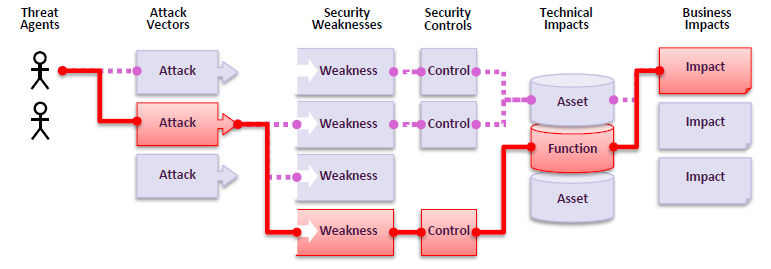 Threat
Agents
Attack
Vectors
Security
Weaknesses
Security
Controls
Technical
Impacts
Business
Impacts
Attack
Weakness
Control
Impact
Asset
Attack
Weakness
Control
Impact
Function
Attack
Weakness
Impact
Asset
Weakness
Control